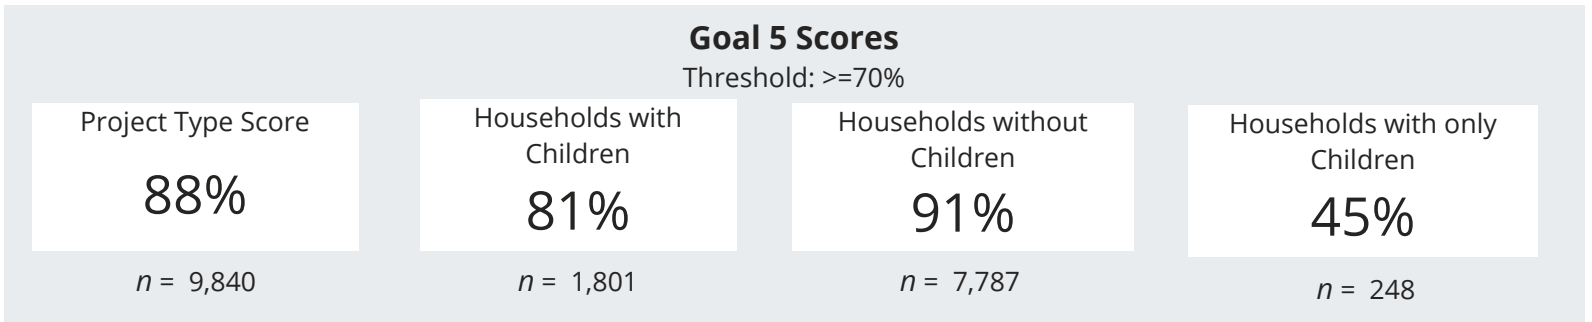 Goal 5 Scores
Threshold: >=70%
Project Type Score
88%
n = 9,840
Households with
Children
81%
n = 1,801
Households without
Children
91%
n = 7,787
Households with only
Children
45%
n = 248